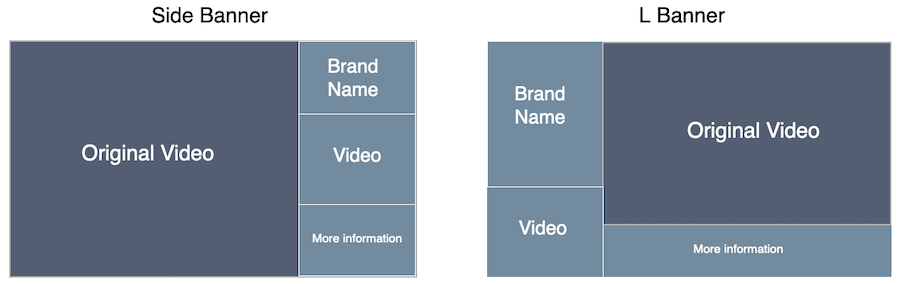 Side Banner
Original Video
Brand
Name
Video
More information
L Banner
Brand
Name
Original Video
Video
More information